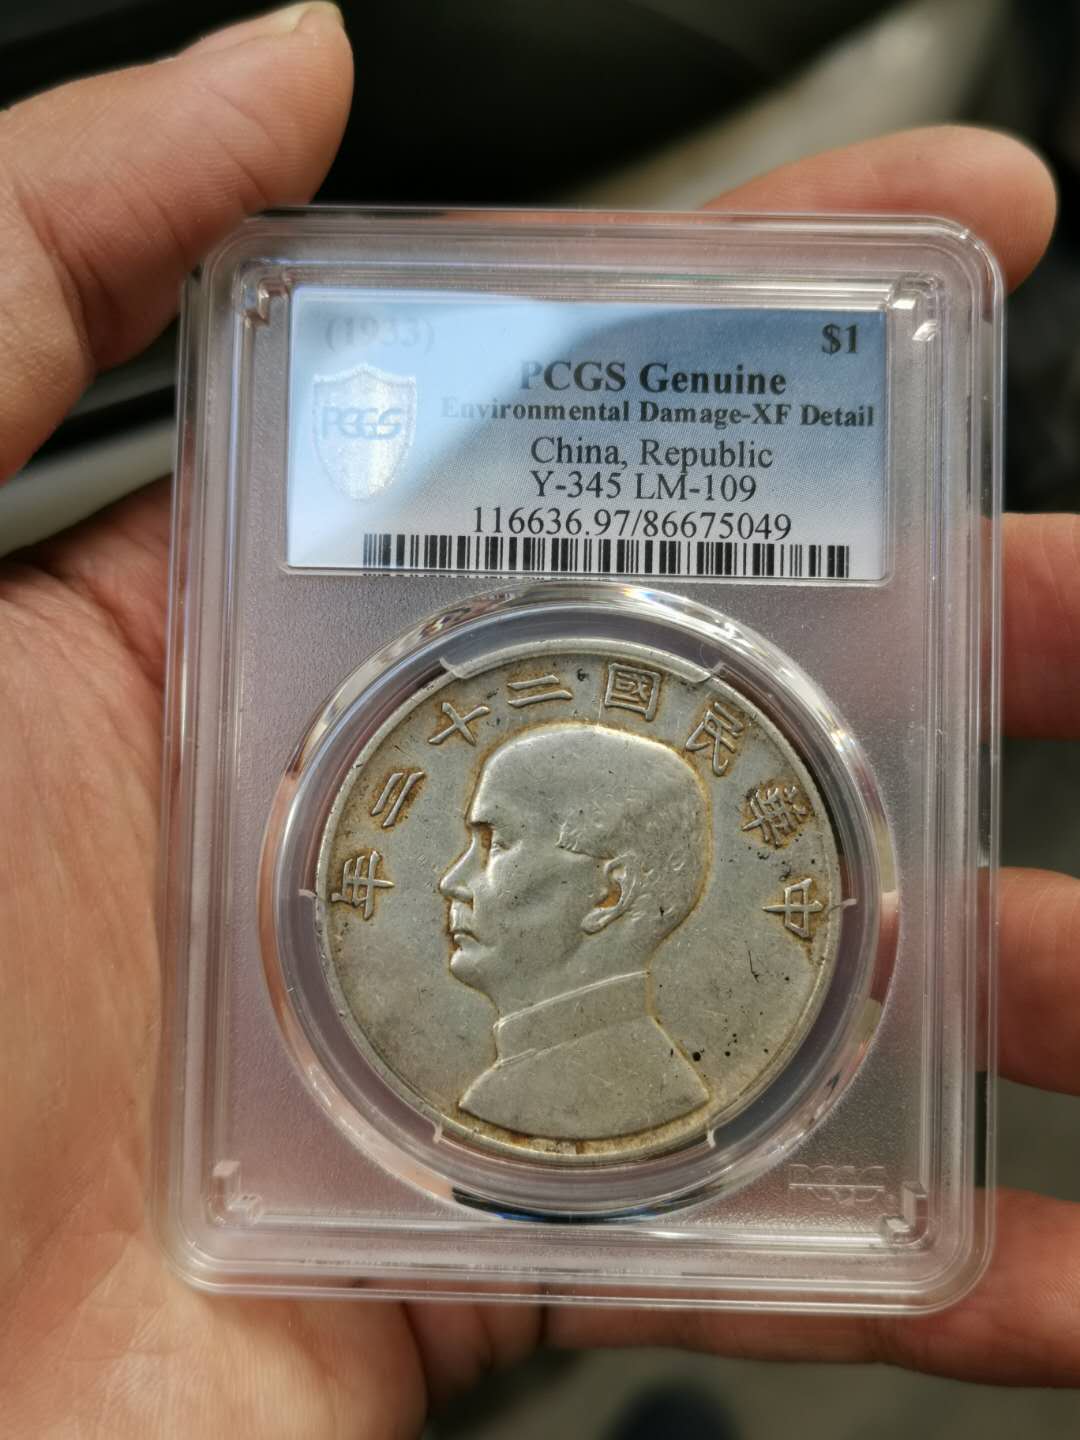 (1933)
$1
PCGS Genuine
Environmental Damage-XF Detail
PCGS
China, Republic
Y-345 LM-109
116636.97/86675049
中華民國二十二年
PCGS